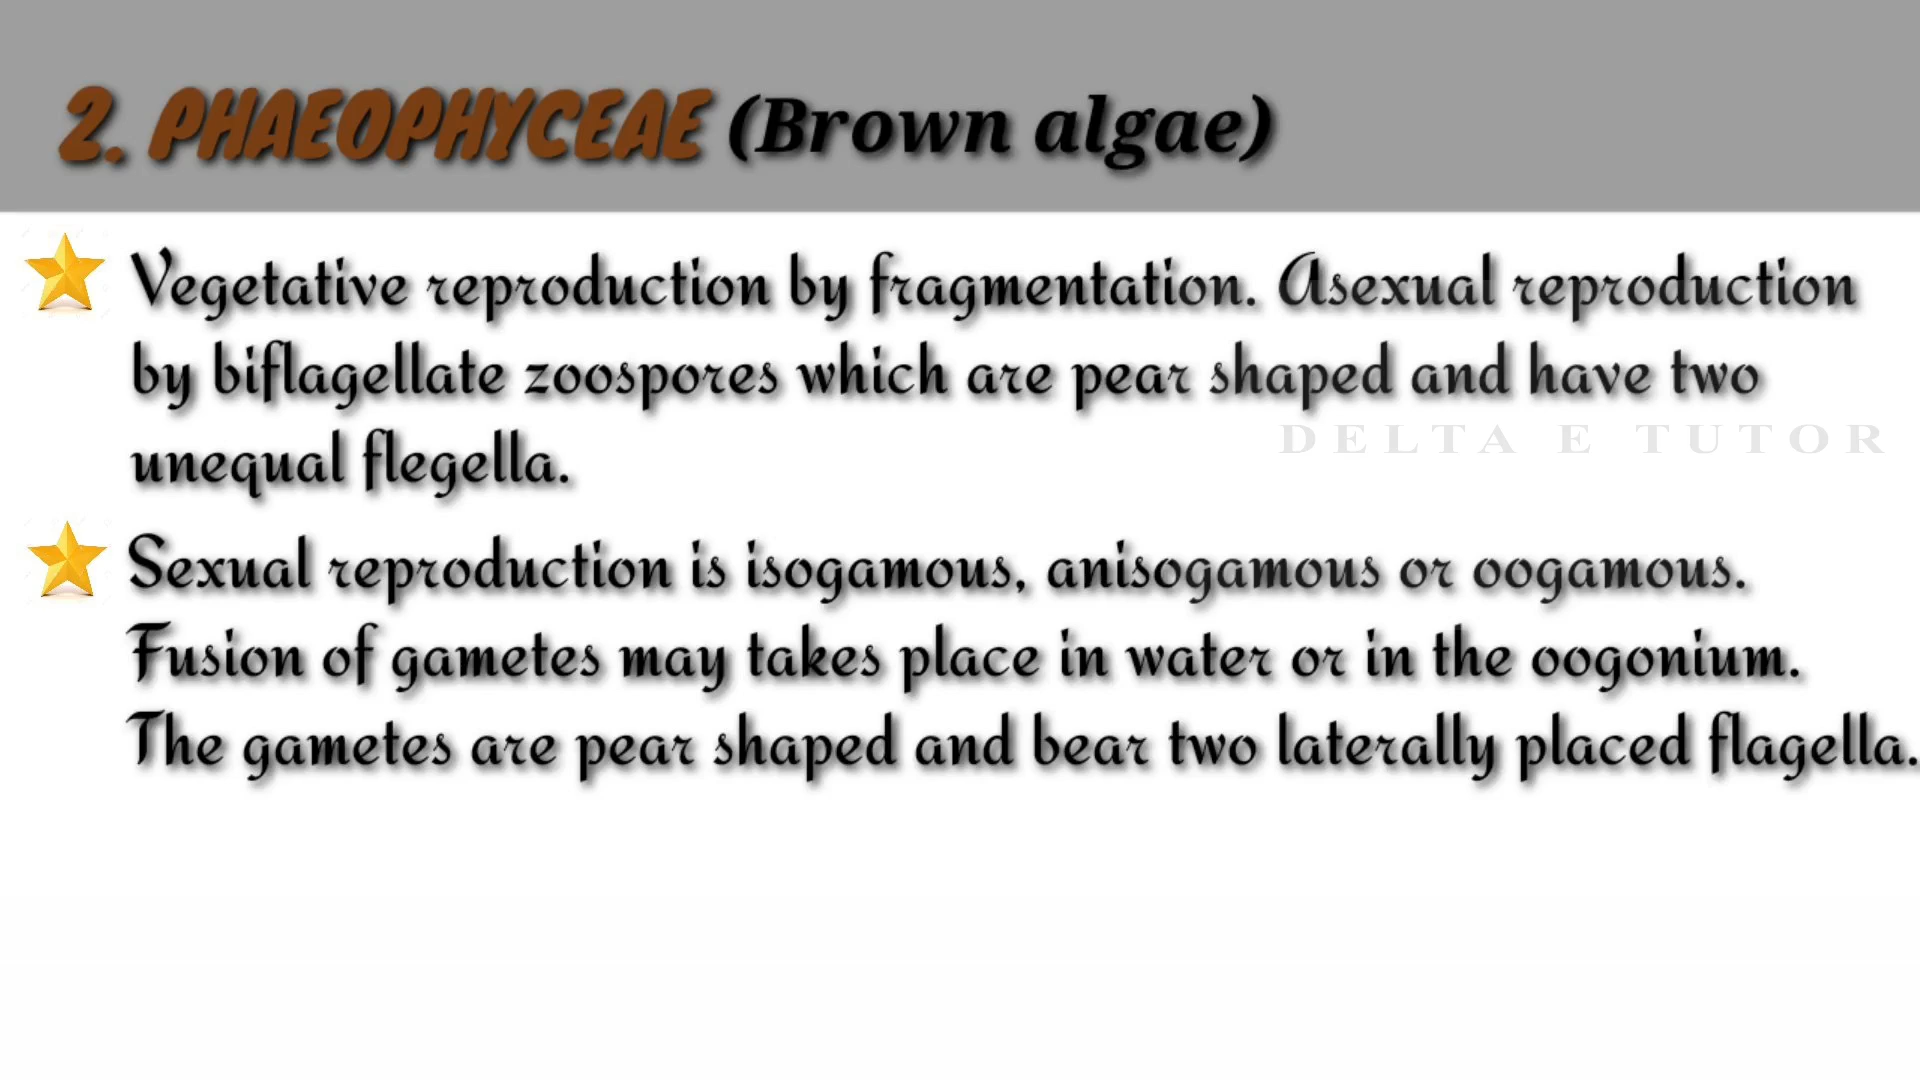 2. PHAEOPHYCEAE (Brown algae)
Vegetative reproduction by fragmentation. Asexual reproduction
by biflagellate zoospores which are pear shaped and have two
DELTA E TUTOR
unequal flegella.
Sexual reproduction is isogamous, anisogamous or oogamous.
Fusion of gametes may takes place in water or in the oogonium.
The gametes are pear shaped and bear two laterally placed flagella.